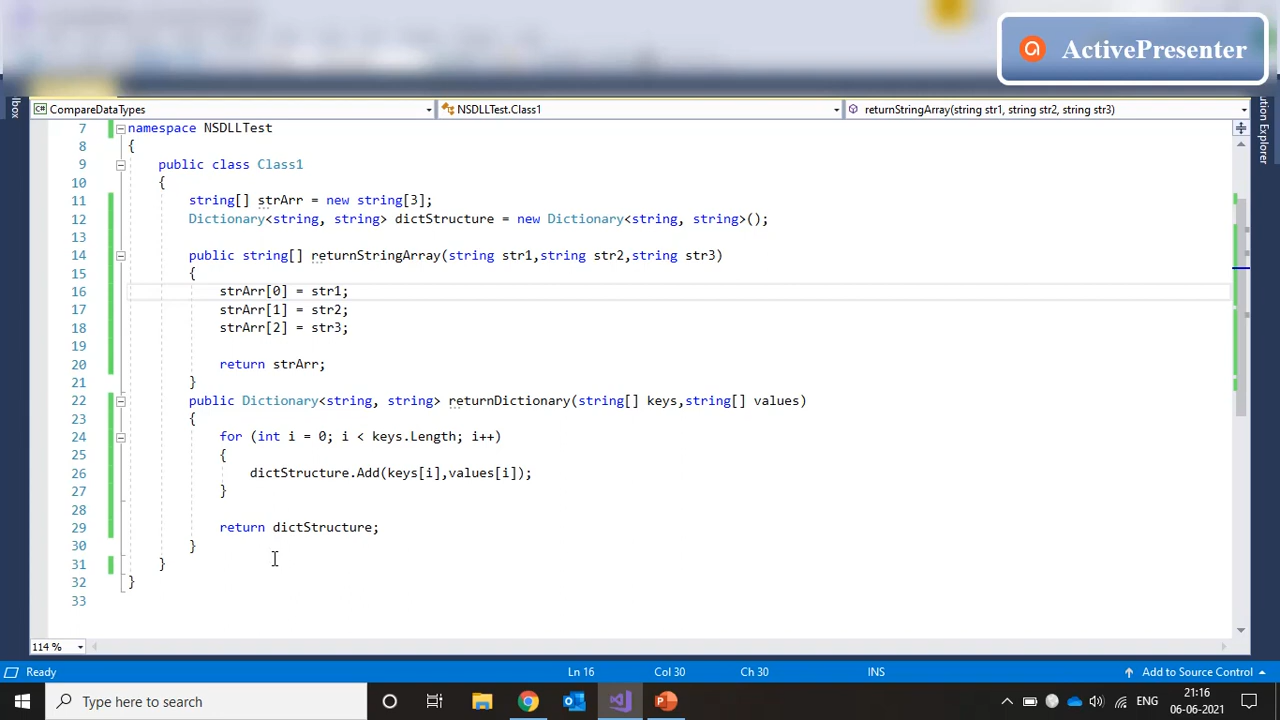 ActivePresenter
CompareDataTypes NSDLLTest.Class1 returnStringArray(string str1, string str2, string str3)
7 namespace NSDLLTest
8 {
9 public class Class1
10 {
11 string[] strArr = new string[3];
12 Dictionary<string, string> dictStructure = new Dictionary<string, string>();
13
14 public string[] returnStringArray(string str1,string str2,string str3)
15 {
16 strArr[0] = str1;
17 strArr[1] = str2;
18 strArr[2] = str3;
19
20 return strArr;
21 }
22 public Dictionary<string, string> returnDictionary(string[] keys,string[] values)
23 {
24 for (int i = 0; i < keys.Length; i++)
25 {
26 dictStructure.Add(keys[i],values[i]);
27 }
28
29 return dictStructure;
30 }
31 }
32 }
33
114 %
Ready Ln 16 Col 30 Ch 30 INS Add to Source Control
Type here to search ENG 21:16
06-06-2021
lbox
ution Explorer